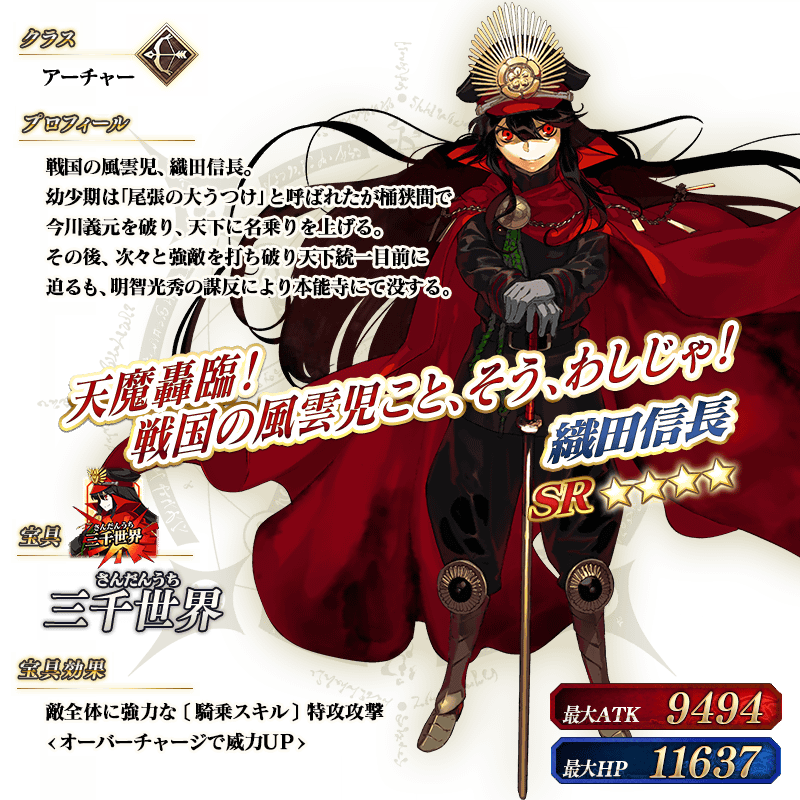 クラス
アーチャー
プロフィール
戦国の風雲児、織田信長。
幼少期は「尾張の大うつけ」と呼ばれたが桶狭間で
今川義元を破り、天下に名乗りを上げる。
その後、次々と強敵を打ち破り天下統一目前に
迫るも、明智光秀の謀反により本能寺にて没する。
天魔轟臨！
戦国の風雲児こと、そう、わしじゃ！
織田信長
SR
宝具
さんだんうち
三千世界
さんだんうち
三千世界
宝具効果
敵全体に強力な〔騎乗スキル〕特攻攻撃
<オーバーチャージで威力UP>
最大ATK 9494
最大HP 11637